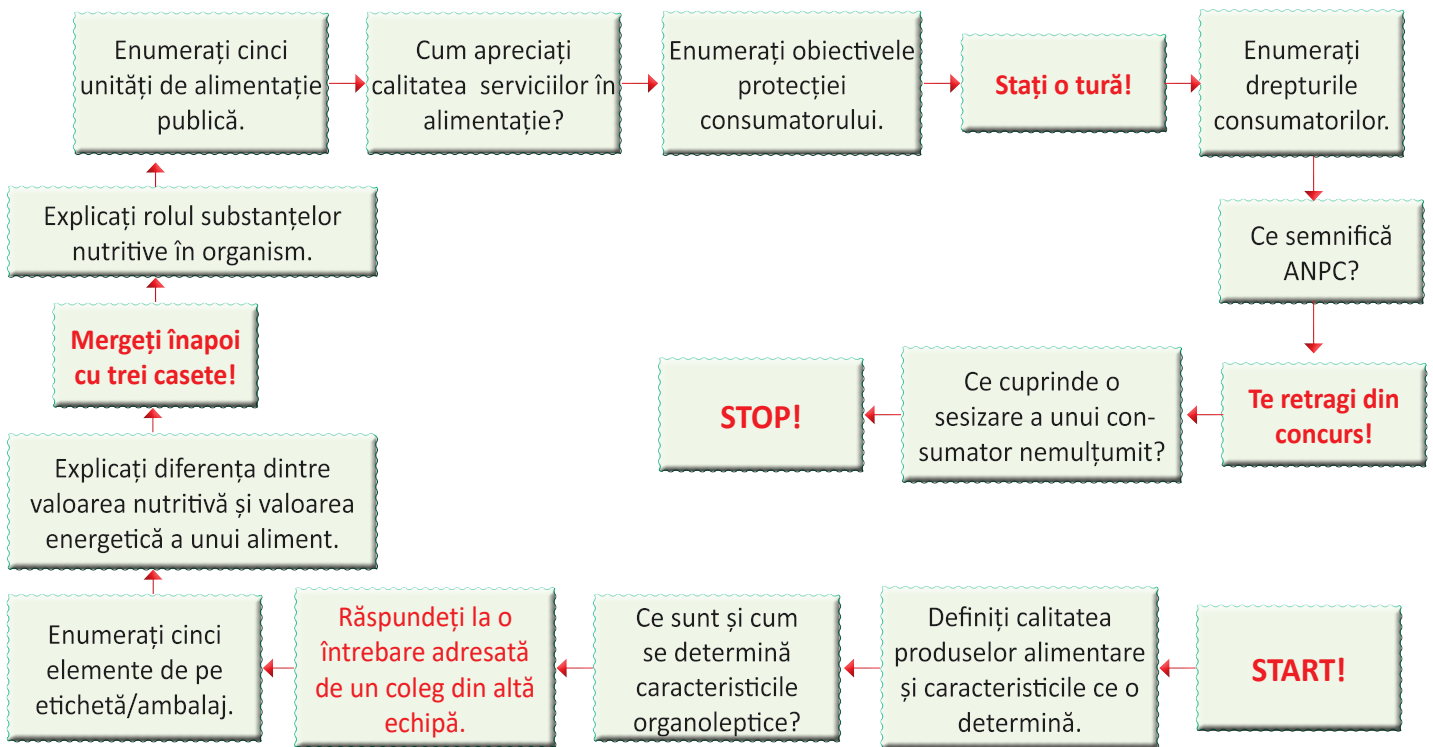 Enumerați cinci
unități de alimentație
publică.
Cum apreciați
calitatea serviciilor în
alimentație?
Enumerați obiectivele
protecției
consumatorului.
Stați o tură!
Enumerați
drepturile
consumatorilor.
Explicați rolul substanțelor
nutritive în organism.
Ce semnifică
ANPC?
Mergeți înapoi
cu trei casete!
STOP!
Ce cuprinde o
sesizare a unui con-
sumator nemulțumit?
Te retragi din
concurs!
Explicați diferența dintre
valoarea nutritivă și valoarea
energetică a unui aliment.
Enumerați cinci
elemente de pe
etichetă/ambalaj.
Răspundeți la o
întrebare adresată
de un coleg din altă
echipă.
Ce sunt și cum
se determină
caracteristicile
organoleptice?
Definiți calitatea
produselor alimentare
și caracteristicile ce o
determină.
START!